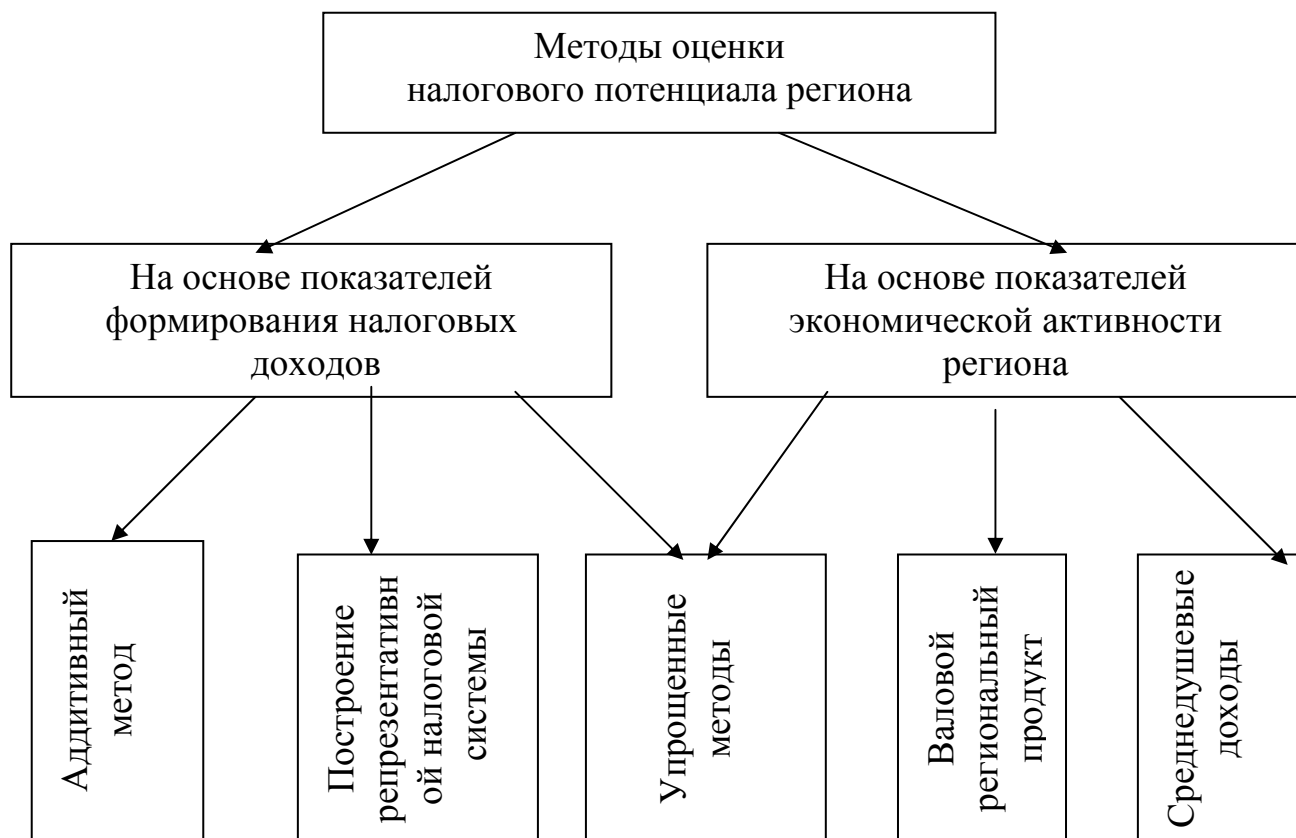 Методы оценки
налогового потенциала региона
На основе показателей
формирования налоговых
доходов
На основе показателей
экономической активности
региона
Аддитивный
метод
Построение
репрезентативн
ой налоговой
системы
Упрощенные
методы
Валовой
региональный
продукт
Среднедушевые
доходы